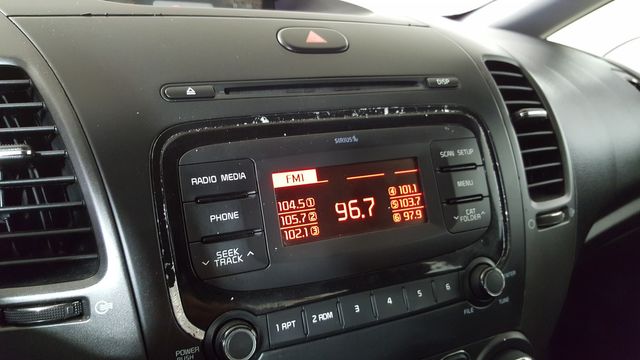 DISP
SIRIUS
RADIO MEDIA
PHONE
SEEK
TRACK
FM1
104.5 1
105.7 2
102.1 3
96.7
4 101.1
5 103.7
6 97.9
SCAN SETUP
MENU
CAT
FOLDER
1 RPT 2 RDM 3 4 5 6
POWER
PUSH
FILE
TUNE
SETUP